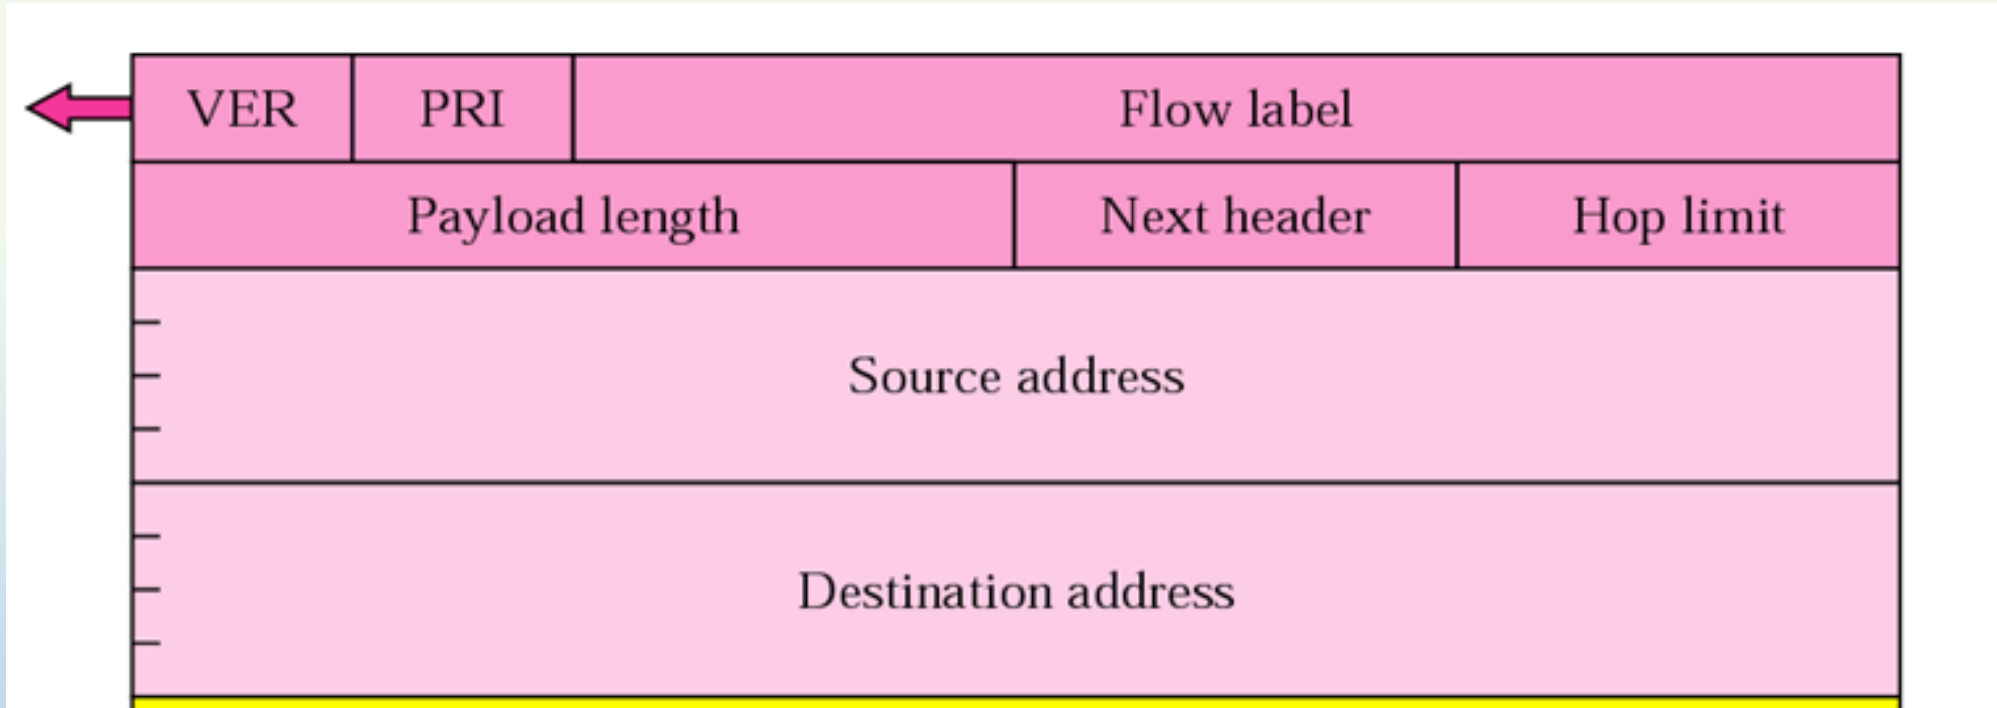 VER PRI Flow label
Payload length Next header Hop limit
Source address
Destination address